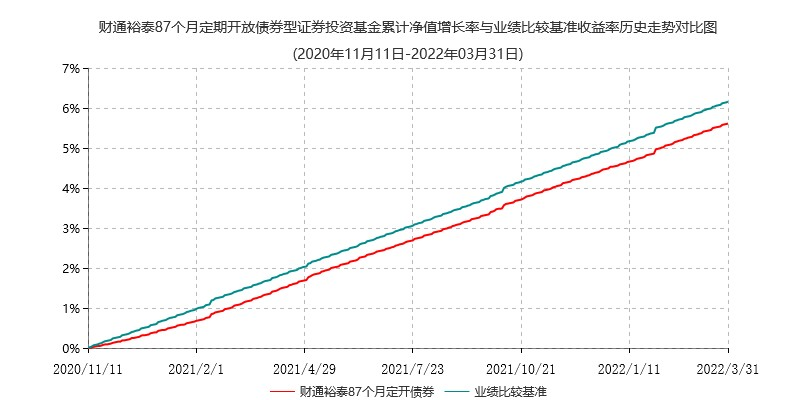 财通裕泰87个月定期开放债券型证券投资基金累计净值增长率与业绩比较基准收益率历史走势对比图
(2020年11月11日-2022年03月31日)
7%
6%
5%
4%
3%
2%
1%
0%
2020/11/11 2021/2/1 2021/4/29 2021/7/23 2021/10/21 2022/1/11 2022/3/31
财通裕泰87个月定开债券 业绩比较基准